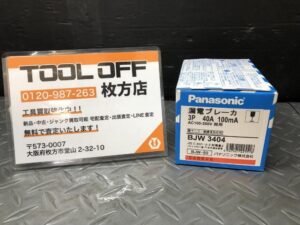 TOOL OFF
0120-987-263 枚方店
工具買取強化中!!
新品・中古・ジャンク買取可能 宅配査定・出張査定・LINE査定
無料で査定いたします!
〒573-0007
大阪府枚方市堂山 2-32-10
Panasonic
漏電ブレーカ
3P 40A 100mA
BJW 3404
BJW-50
パナソニック株式会社